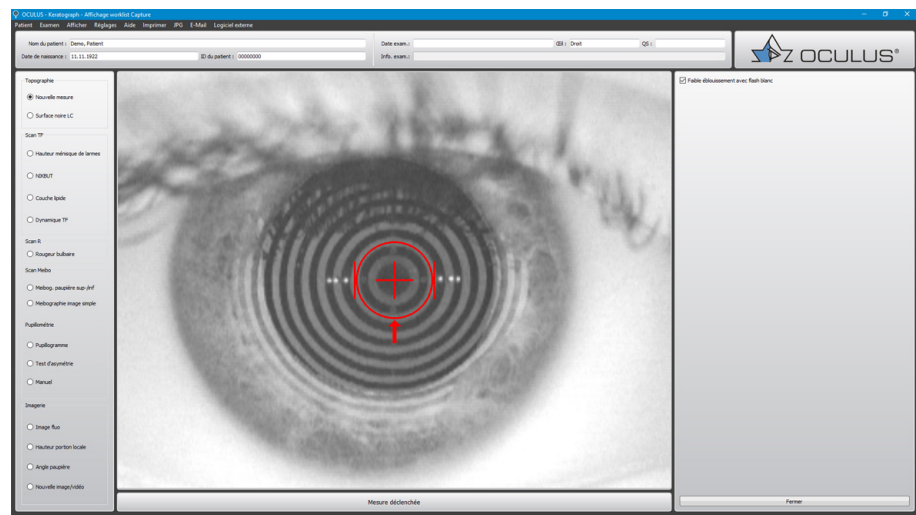 OCULUS - Keratograph - Affichage worklist Capture
Patient Examen Afficher Réglages Aide Imprimer JPG E-Mail Logiciel externe
Nom du patient : Demo, Patient
Date exam.:
Œil : Droit
QS :
Date de naissance : 11.11.1922
ID du patient : 00000000
Info. exam.:
OCULUS®
Topographie
Nouvelle mesure
Surface noire LC
Scan TF
Hauteur ménisque de larmes
NIKBUT
Couche lipide
Dynamique TF
Scan R
Rougeur bulbaire
Scan Meibo
Meibog. paupière sup-/inf
Meibographie image simple
Pupillométrie
Pupillogramme
Test d'asymétrie
Manuel
Imagerie
Image fluo
Hauteur portion locale
Angle paupière
Nouvelle image/vidéo
Faible éblouissement avec flash blanc
Mesure déclenchée
Fermer